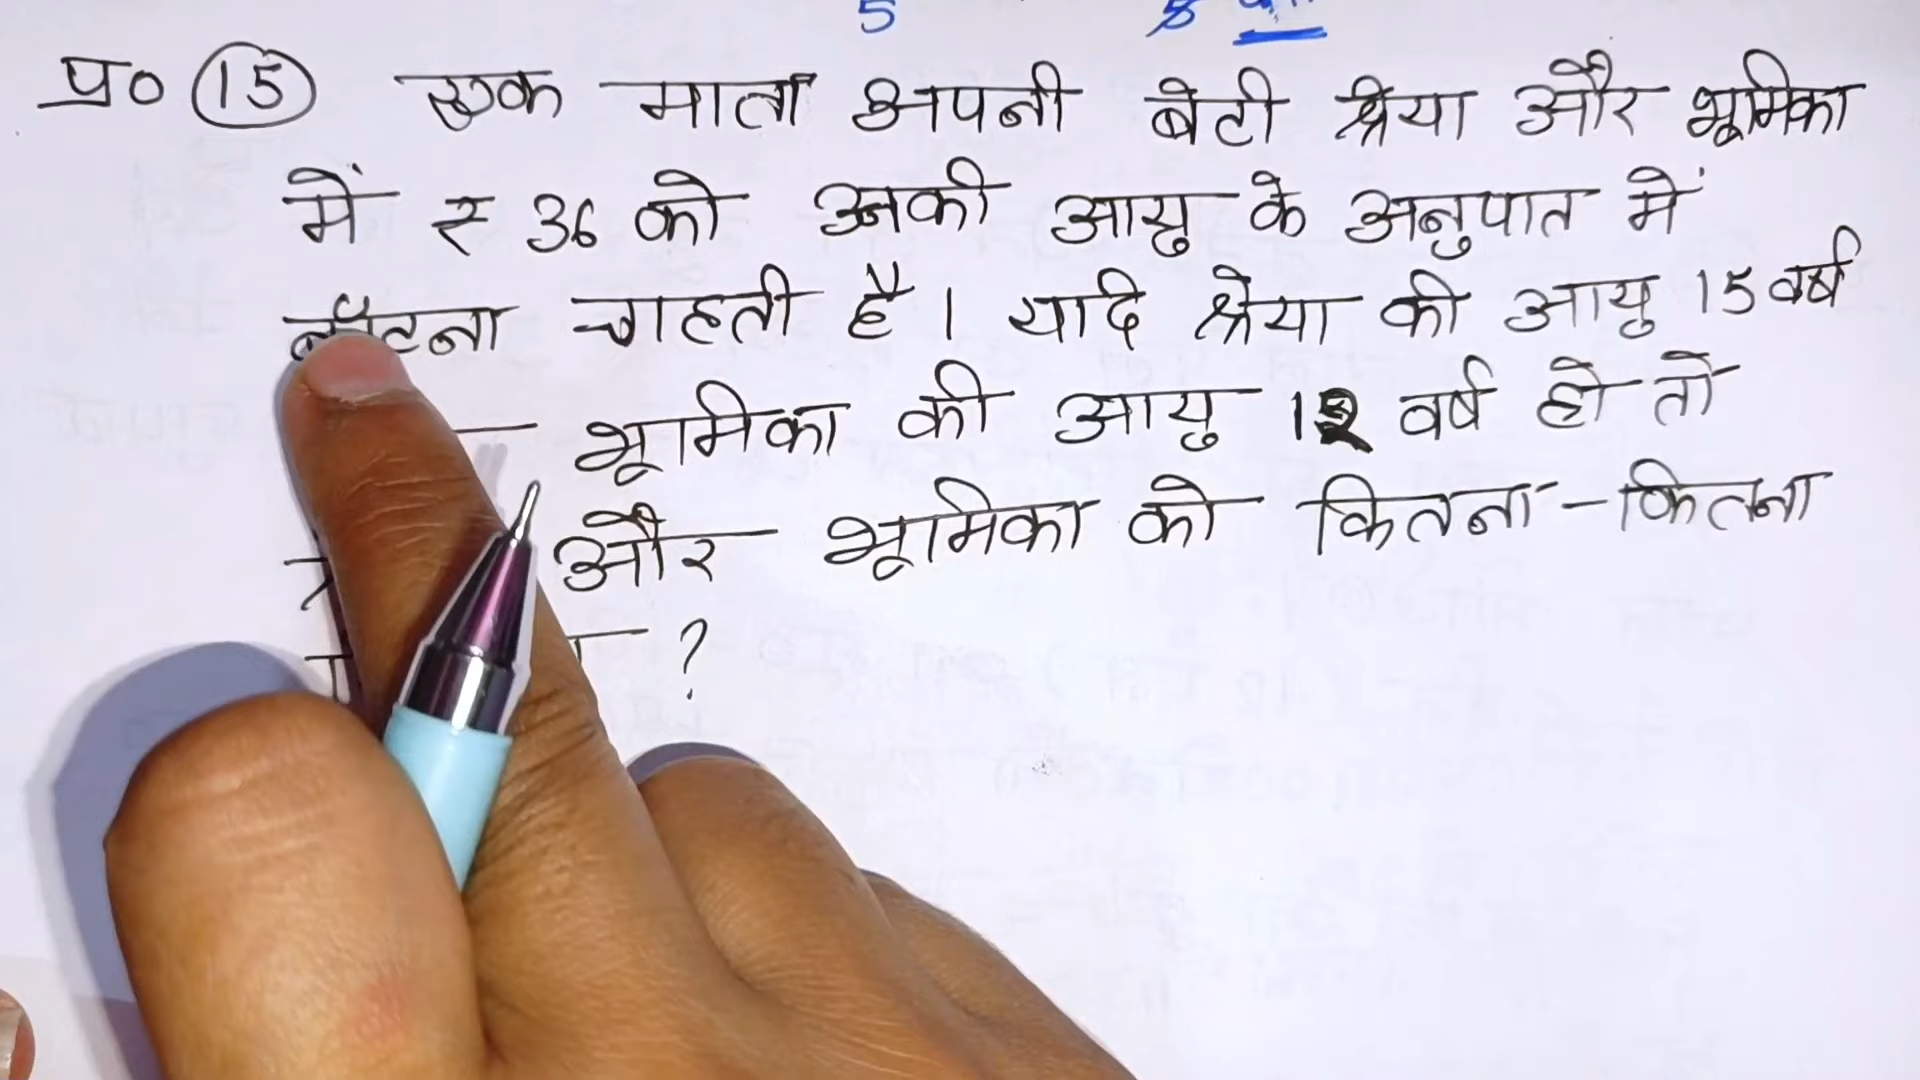 5 5
प्र० 15 एक माता अपनी बेटी श्रेया और भूमिका
में ₹ 36 को उनकी आयु के अनुपात में
बाँटना चाहती है। यदि श्रेया की आयु 15 वर्ष
भूमिका की आयु 12 वर्ष हो तो
और भूमिका को कितना-कितना
?